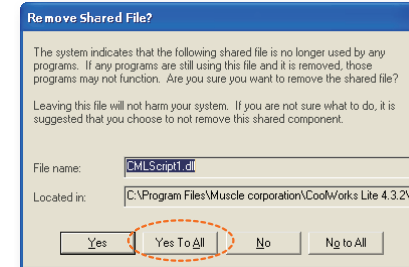 Remove Shared File?
The system indicates that the following shared file is no longer used by any
programs. If any programs are still using this file and it is removed, those
programs may not function. Are you sure you want to remove the shared file?
Leaving this file will not harm your system. If you are not sure what to do, it is
suggested that you choose to not remove this shared component.
File name: CMLScript1.dll
Located in: C:\Program Files\Muscle corporation\CoolWorks Lite 4.3.2\
Yes Yes To All No No to All